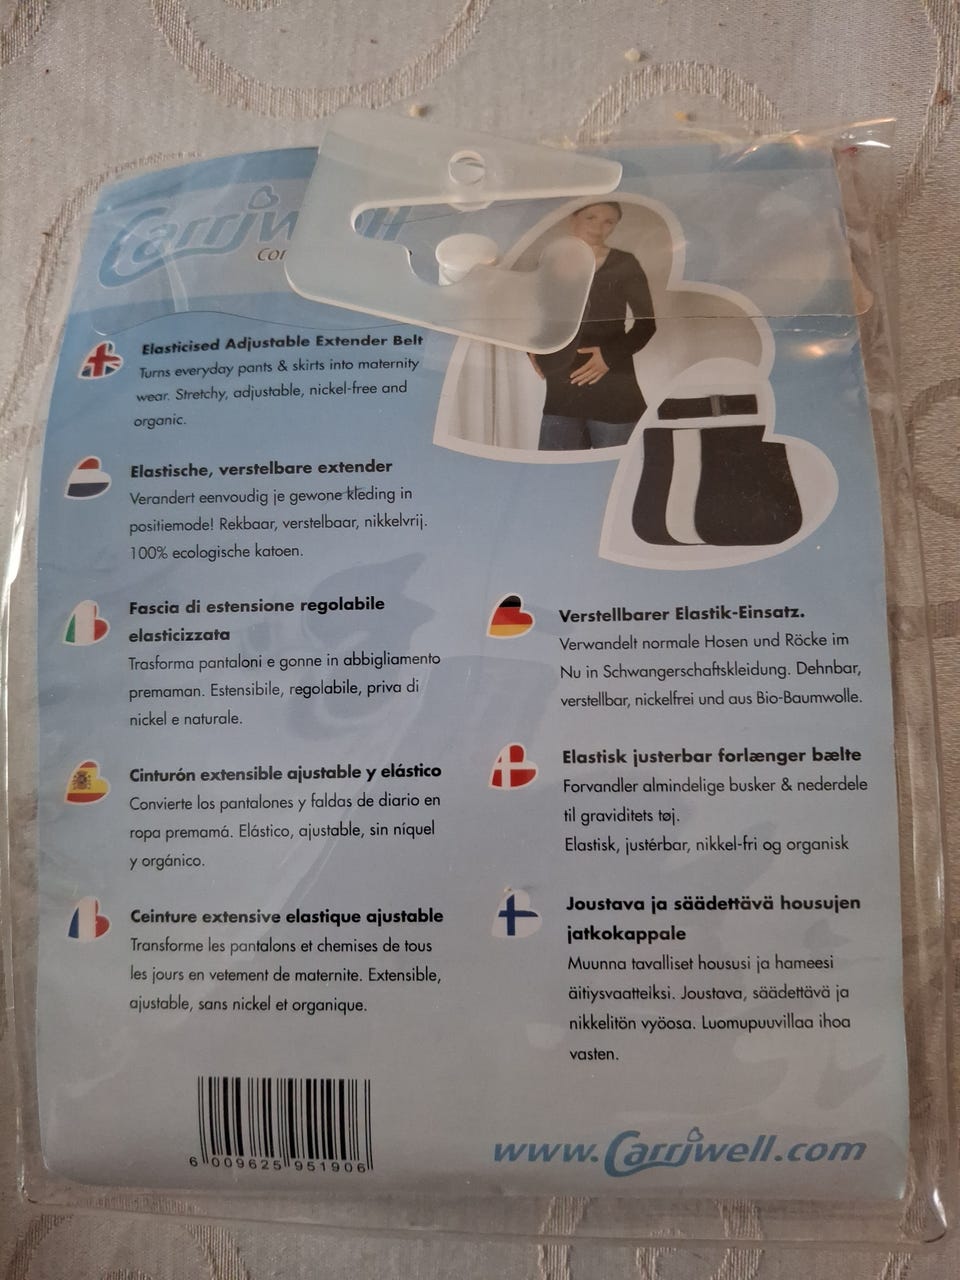 Carriwell
Elasticised Adjustable Extender Belt
Turns everyday pants & skirts into maternity
wear. Stretchy, adjustable, nickel-free and
organic.
Elastische, verstelbare extender
Verandert eenvoudig je gewone kleding in
positiemode! Rekbaar, verstelbaar, nikkelvrij.
100% ecologische katoen.
Fascia di estensione regolabile
elasticizzata
Trasforma pantaloni e gonne in abbigliamento
premaman. Estensibile, regolabile, priva di
nickel e naturale.
Cinturón extensible ajustable y elástico
Convierte los pantalones y faldas de diario en
ropa premamá. Elástico, ajustable, sin níquel
y orgánico.
Ceinture extensive elastique ajustable
Transforme les pantalons et chemises de tous
les jours en vetement de maternite. Extensible,
ajustable, sans nickel et organique.
Verstellbarer Elastik-Einsatz.
Verwandelt normale Hosen und Röcke im
Nu in Schwangerschaftskleidung. Dehnbar,
verstellbar, nickelfrei und aus Bio-Baumwolle.
Elastisk justerbar forlænger bælte
Forvandler almindelige busker & nederdele
til graviditets tøj.
Elastisk, justérbar, nikkel-fri og organisk
Joustava ja säädettävä housujen
jatkokappale
Muunna tavalliset housusi ja hameesi
äitiysvaatteiksi. Joustava, säädettävä ja
nikkelitön vyöosa. Luomupuuvillaa ihoa
vasten.
6 009625 951906
www.Carriwell.com